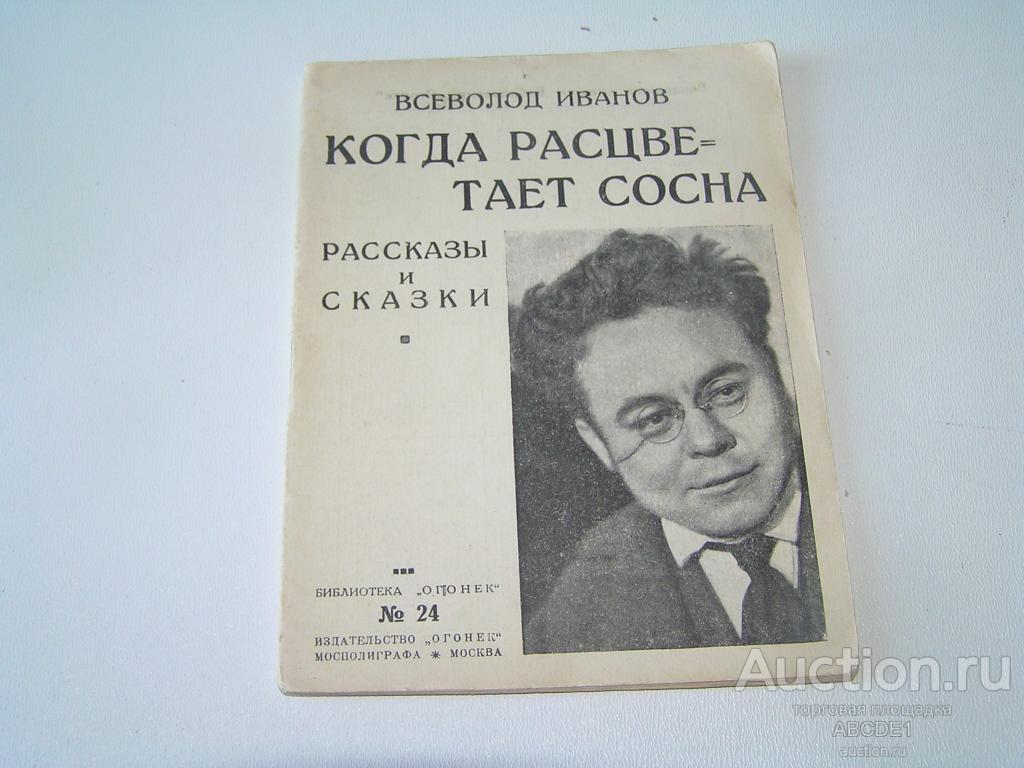 ВСЕВОЛОД ИВАНОВ
КОГДА РАСЦВЕ=
ТАЕТ СОСНА
РАССКАЗЫ
И
СКАЗКИ
БИБЛИОТЕКА „ОГОНЕК“
№ 24
ИЗДАТЕЛЬСТВО „ОГОНЕК“
МОСПОЛИГРАФА * МОСКВА
Auction.ru
торговая площадка
ABCDE1
auction.ru